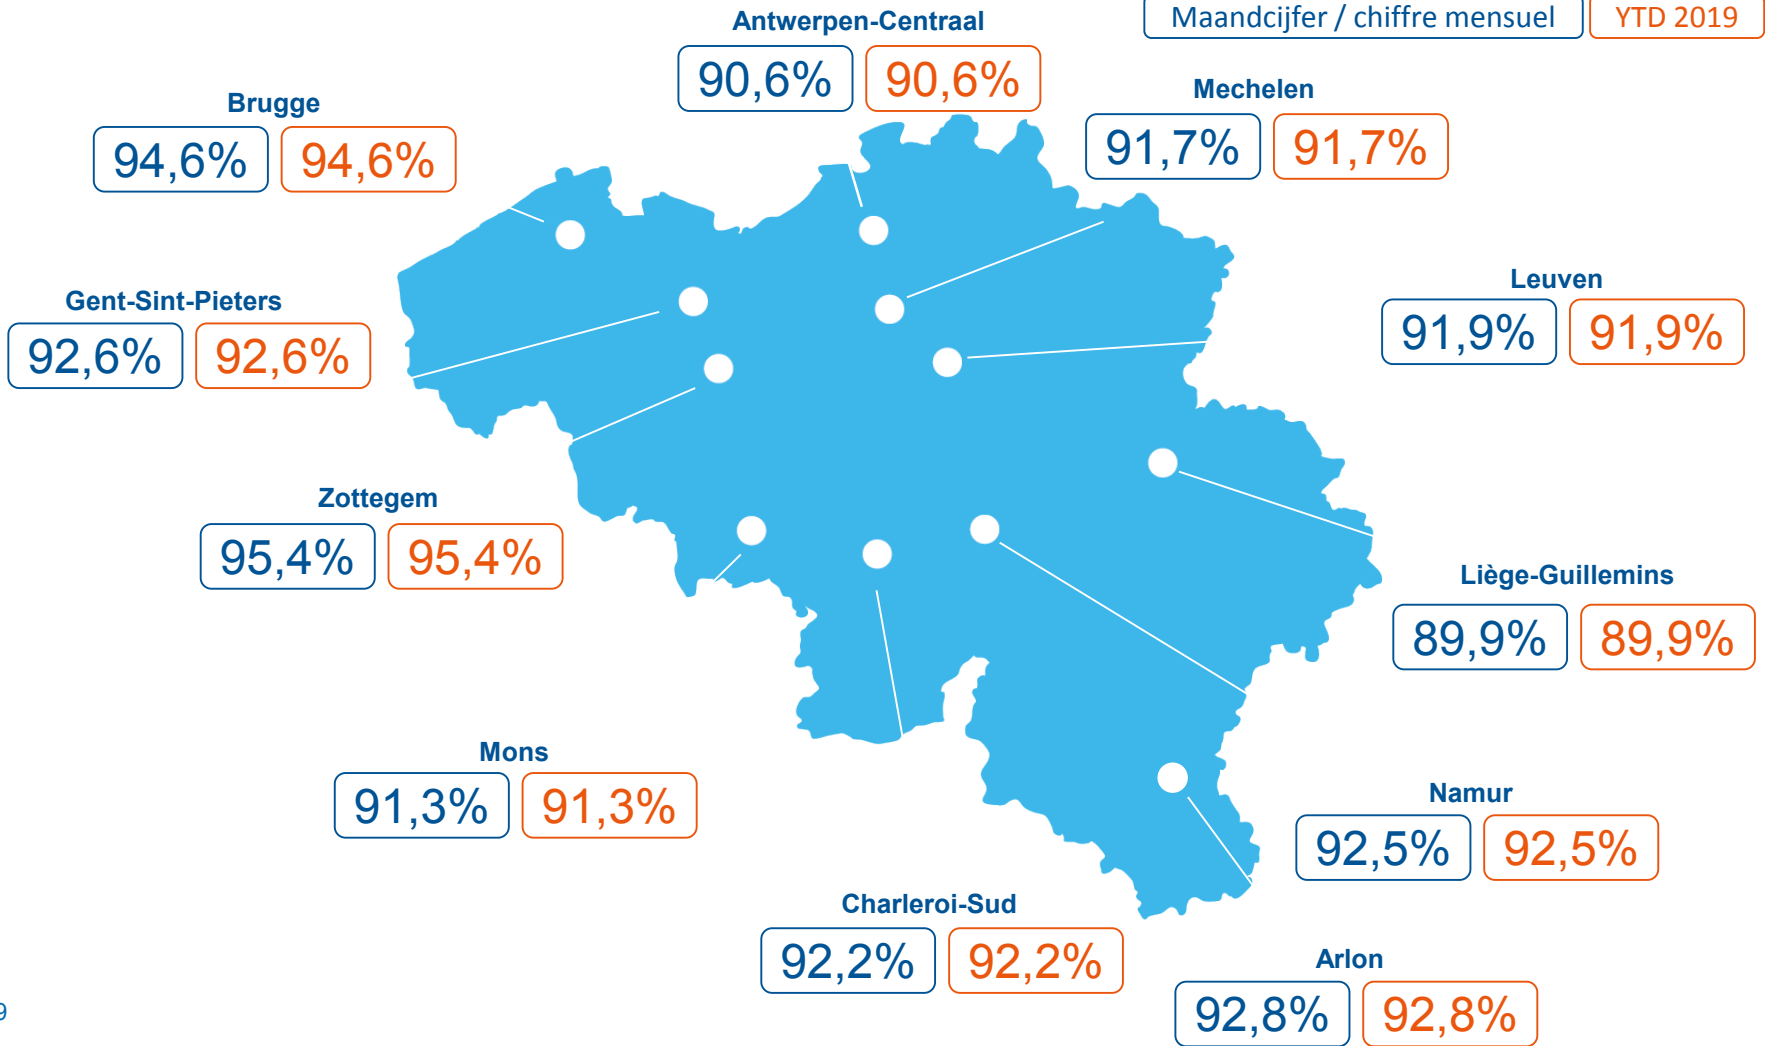 Antwerpen-Centraal
Maandcijfer / chiffre mensuel YTD 2019
90,6% 90,6%
Brugge
94,6% 94,6%
Mechelen
91,7% 91,7%
Gent-Sint-Pieters
92,6% 92,6%
Leuven
91,9% 91,9%
Zottegem
95,4% 95,4%
Liège-Guillemins
89,9% 89,9%
Mons
91,3% 91,3%
Namur
92,5% 92,5%
Charleroi-Sud
92,2% 92,2%
Arlon
92,8% 92,8%
9